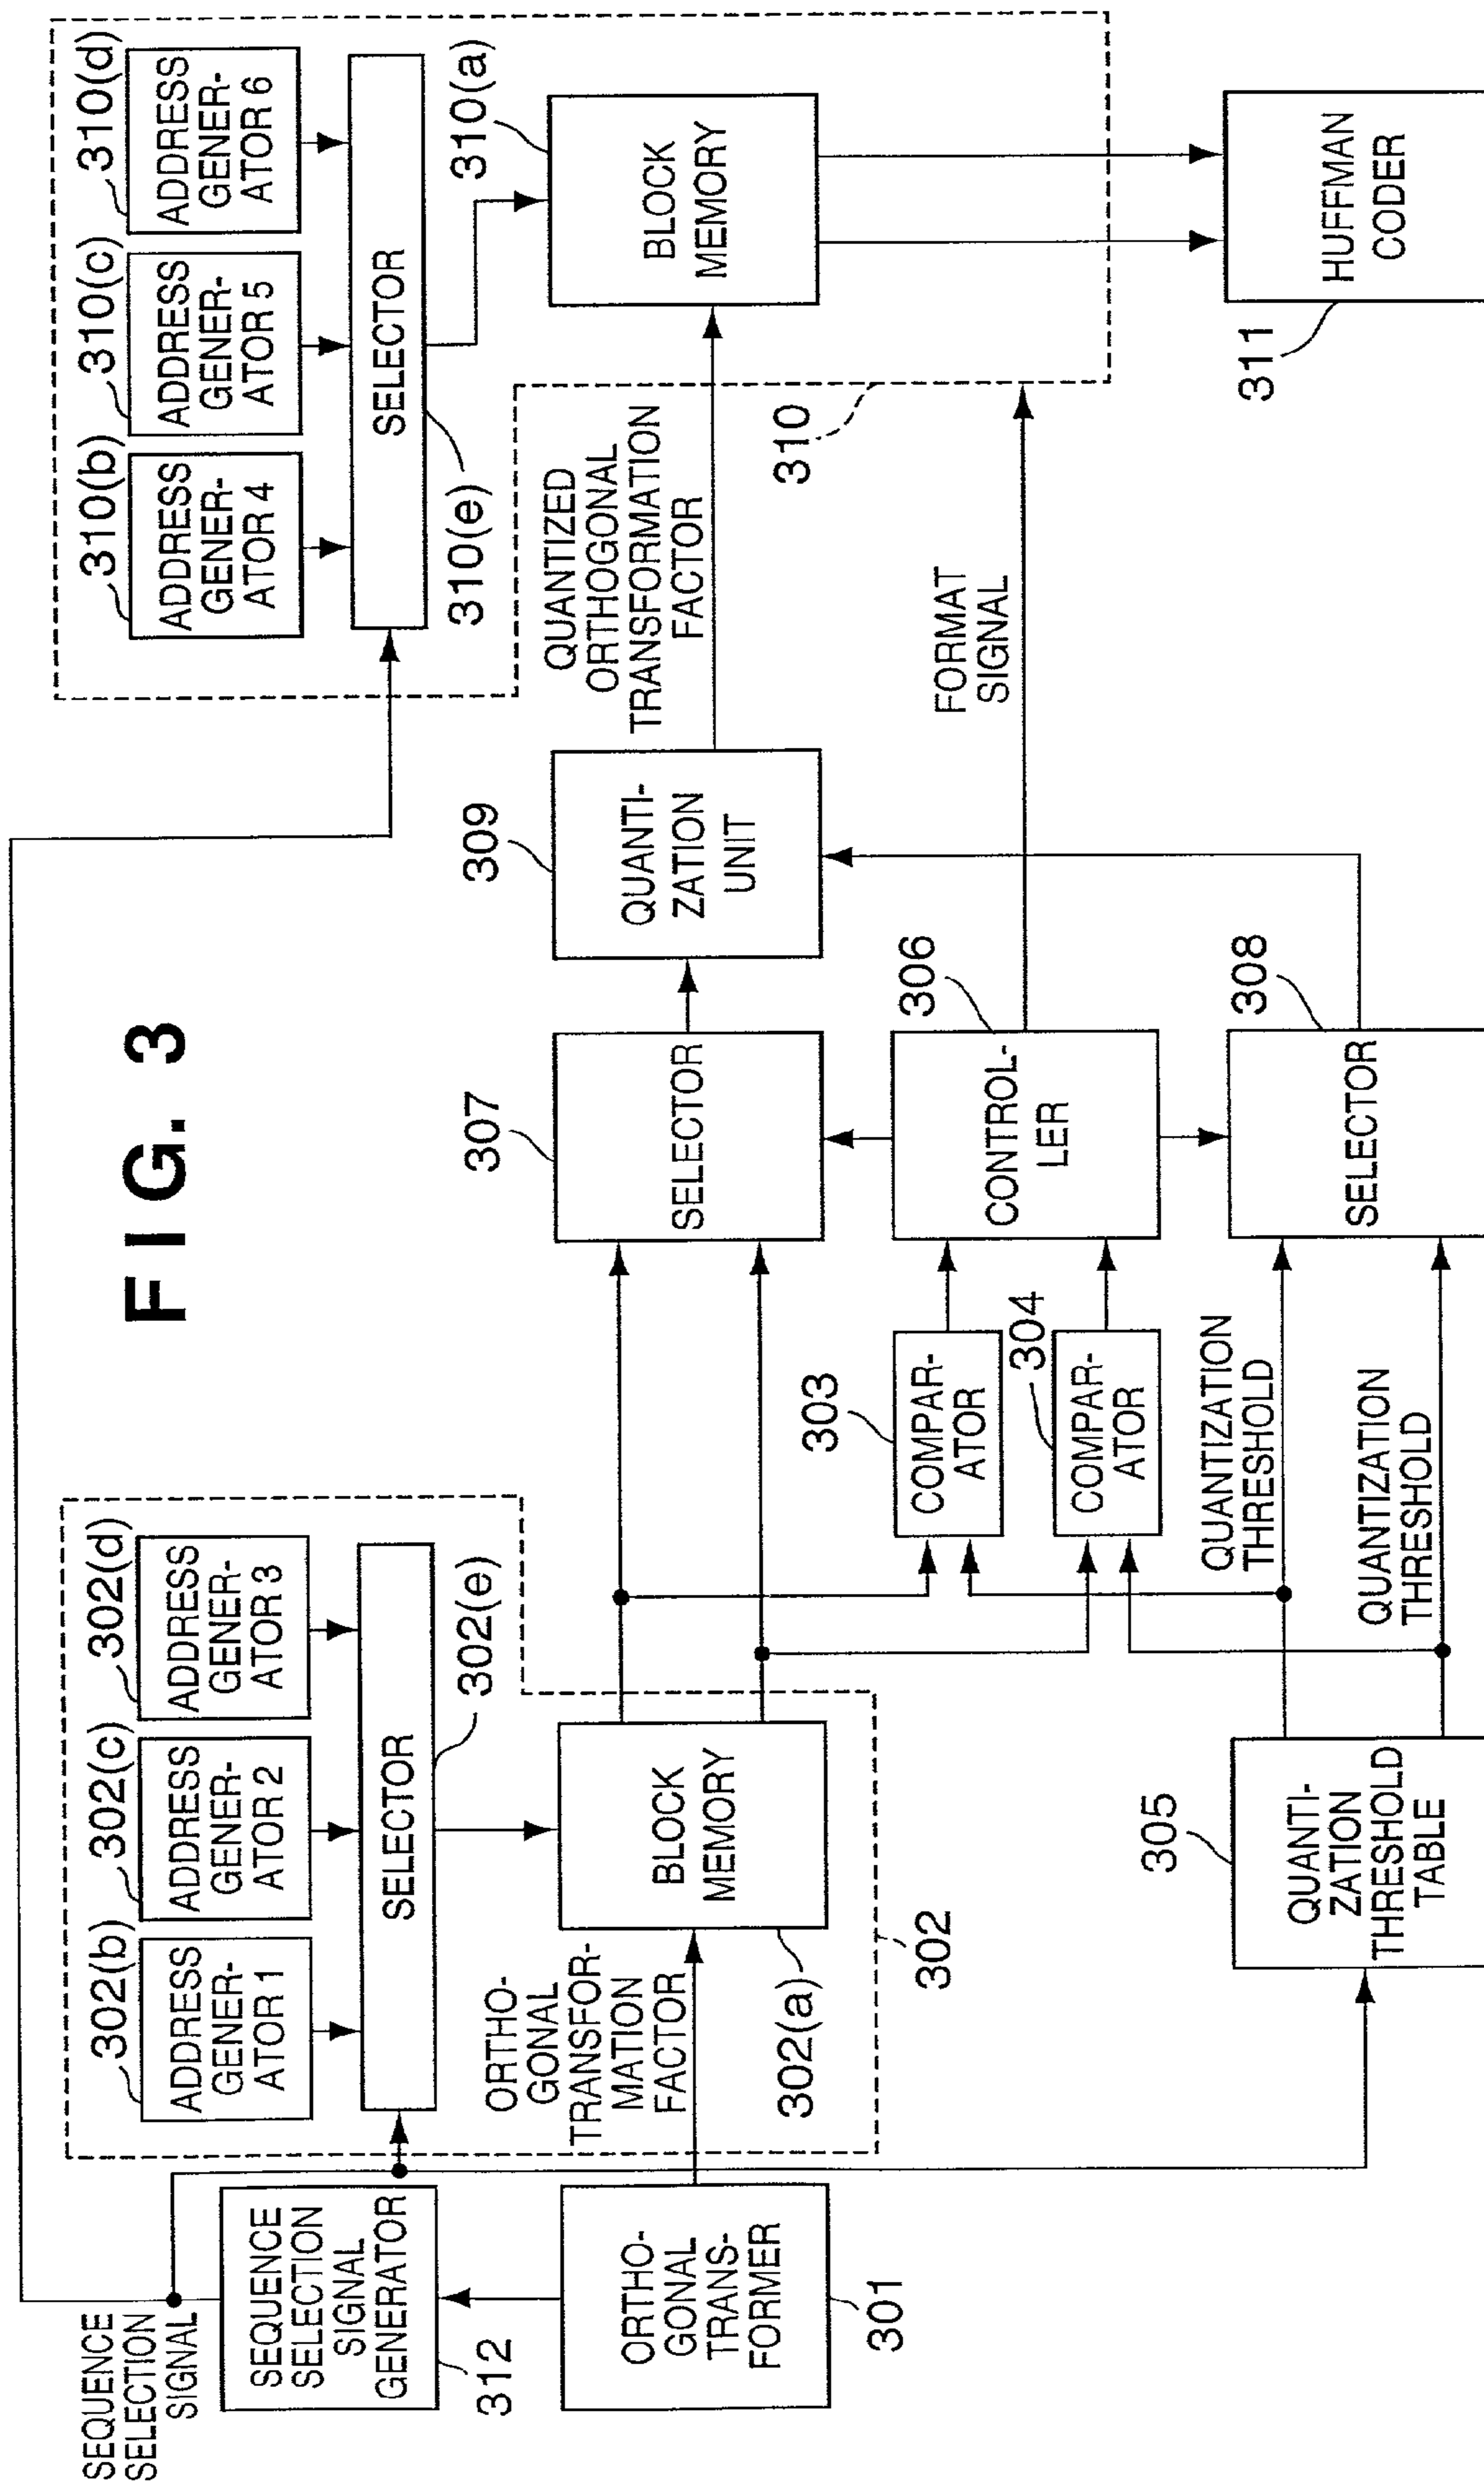 FIG. 3
SEQUENCE
SELECTION
SIGNAL
SEQUENCE
SELECTION
SIGNAL
GENERATOR
312
ORTHO-
GONAL
TRANS-
FORMER
301
302(b)
ADDRESS
GENER-
ATOR 1
302(c)
ADDRESS
GENER-
ATOR 2
302(d)
ADDRESS
GENER-
ATOR 3
SELECTOR
302(e)
ORTHO-
GONAL
TRANSFOR-
MATION
FACTOR
BLOCK
MEMORY
302(a)
302
305
QUANTI-
ZATION
THRESHOLD
TABLE
303
COMPAR-
ATOR
304
COMPAR-
ATOR
QUANTIZATION
THRESHOLD
QUANTIZATION
THRESHOLD
307
SELECTOR
306
CONTROL-
LER
308
SELECTOR
309
QUANTI-
ZATION
UNIT
QUANTIZED
ORTHOGONAL
TRANSFORMATION
FACTOR
FORMAT
SIGNAL
310(b)
ADDRESS
GENER-
ATOR 4
310(c)
ADDRESS
GENER-
ATOR 5
310(d)
ADDRESS
GENER-
ATOR 6
SELECTOR
310(e)
310(a)
BLOCK
MEMORY
310
311
HUFFMAN
CODER